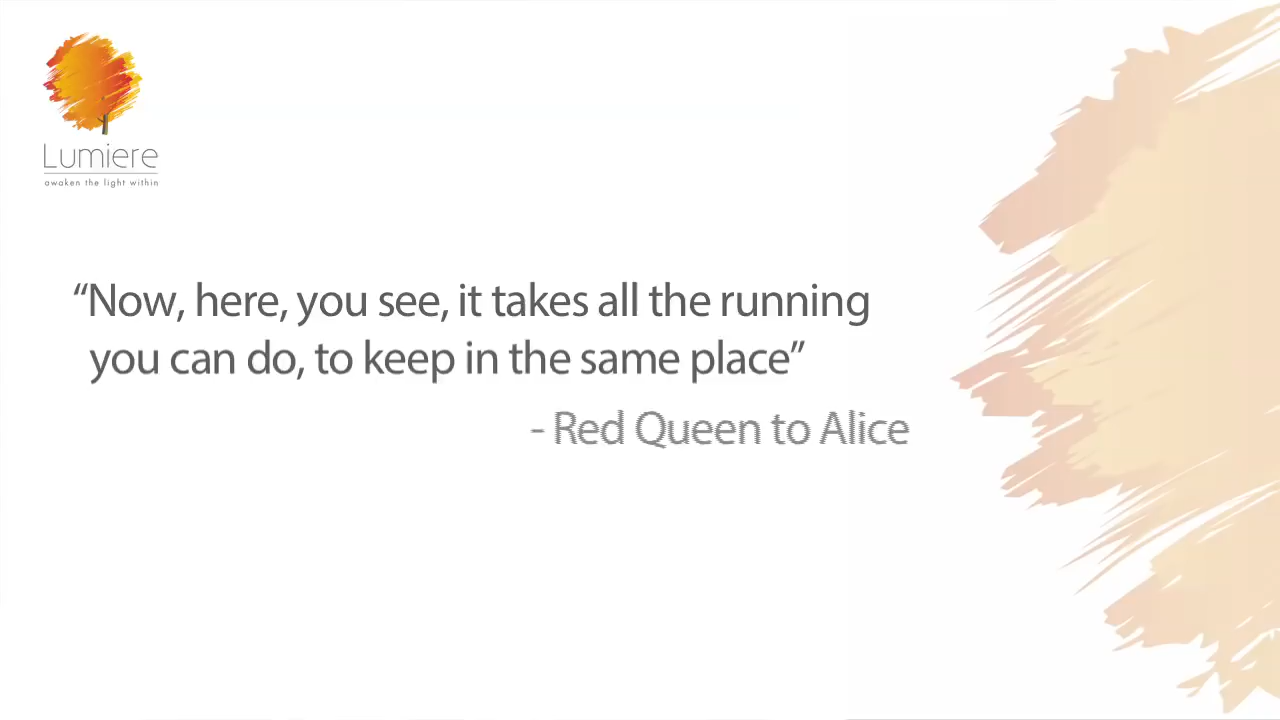 Lumiere
awaken the light within
“Now, here, you see, it takes all the running
you can do, to keep in the same place”
- Red Queen to Alice